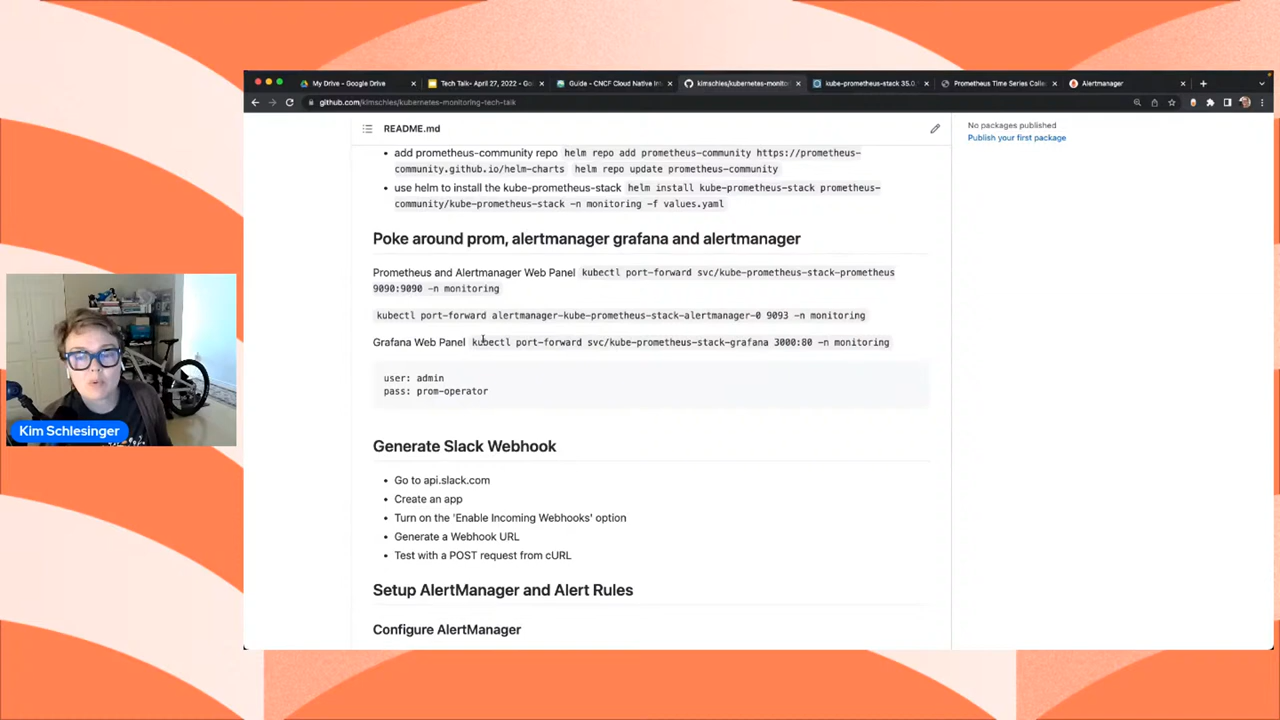 My Drive - Google Drive
Tech Talk- April 27, 2022 - Go
Guide - CNCF Cloud Native In
kimschles/kubernetes-monito
kube-prometheus-stack 35.0.
Prometheus Time Series Colle
Alertmanager
github.com/kimschles/kubernetes-monitoring-tech-talk
README.md
No packages published
Publish your first package
• add prometheus-community repo helm repo add prometheus-community https://prometheus-
community.github.io/helm-charts helm repo update prometheus-community
• use helm to install the kube-prometheus-stack helm install kube-prometheus-stack prometheus-
community/kube-prometheus-stack -n monitoring -f values.yaml
Poke around prom, alertmanager grafana and alertmanager
Prometheus and Alertmanager Web Panel kubectl port-forward svc/kube-prometheus-stack-prometheus
9090:9090 -n monitoring
kubectl port-forward alertmanager-kube-prometheus-stack-alertmanager-0 9093 -n monitoring
Grafana Web Panel kubectl port-forward svc/kube-prometheus-stack-grafana 3000:80 -n monitoring
user: admin
pass: prom-operator
Generate Slack Webhook
• Go to api.slack.com
• Create an app
• Turn on the 'Enable Incoming Webhooks' option
• Generate a Webhook URL
• Test with a POST request from cURL
Setup AlertManager and Alert Rules
Configure AlertManager
Kim Schlesinger